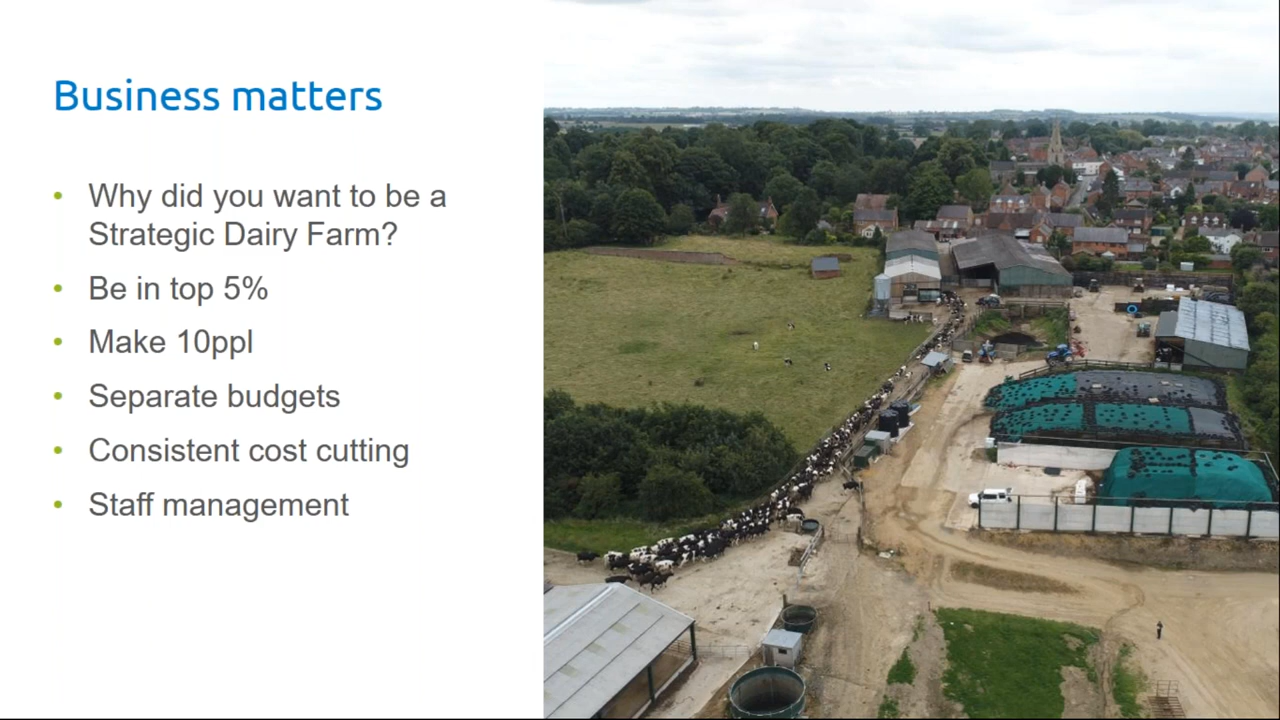 Business matters
• Why did you want to be a
Strategic Dairy Farm?
• Be in top 5%
• Make 10ppl
• Separate budgets
• Consistent cost cutting
• Staff management